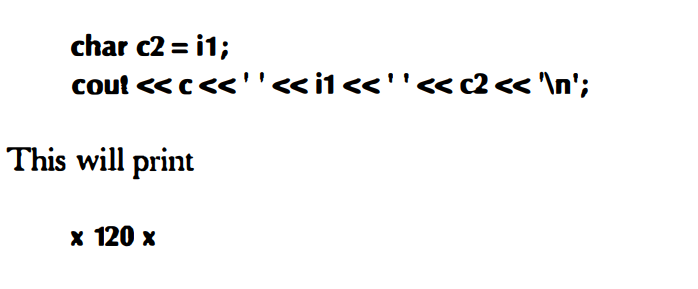 char c2 = i1;
cout << c << ' ' << i1 << ' ' << c2 << '\n';
This will print
x 120 x